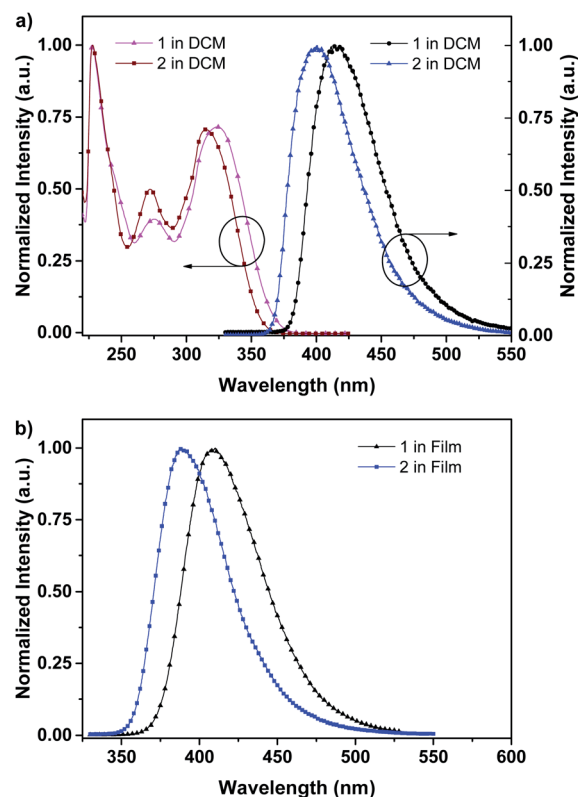 a)
1 in DCM
2 in DCM
1 in DCM
2 in DCM
Normalized Intensity (a.u.)
1.00
0.75
0.50
0.25
0.00
Normalized Intensity (a.u.)
1.00
0.75
0.50
0.25
0.00
250 300 350 400 450 500 550
Wavelength (nm)
b)
1 in Film
2 in Film
Normalized Intensity (a.u.)
1.00
0.75
0.50
0.25
0.00
350 400 450 500 550 600
Wavelength (nm)